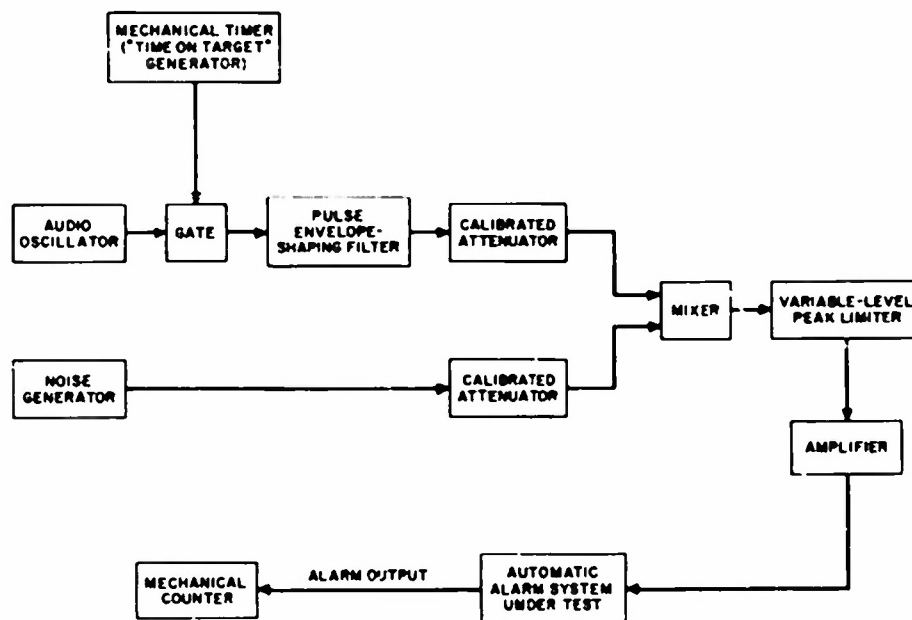 MECHANICAL TIMER
("TIME ON TARGET"
GENERATOR)
AUDIO
OSCILLATOR
GATE
PULSE
ENVELOPE-
SHAPING FILTER
CALIBRATED
ATTENUATOR
MIXER
VARIABLE-LEVEL
PEAK LIMITER
NOISE
GENERATOR
CALIBRATED
ATTENUATOR
AMPLIFIER
MECHANICAL
COUNTER
ALARM OUTPUT
AUTOMATIC
ALARM SYSTEM
UNDER TEST